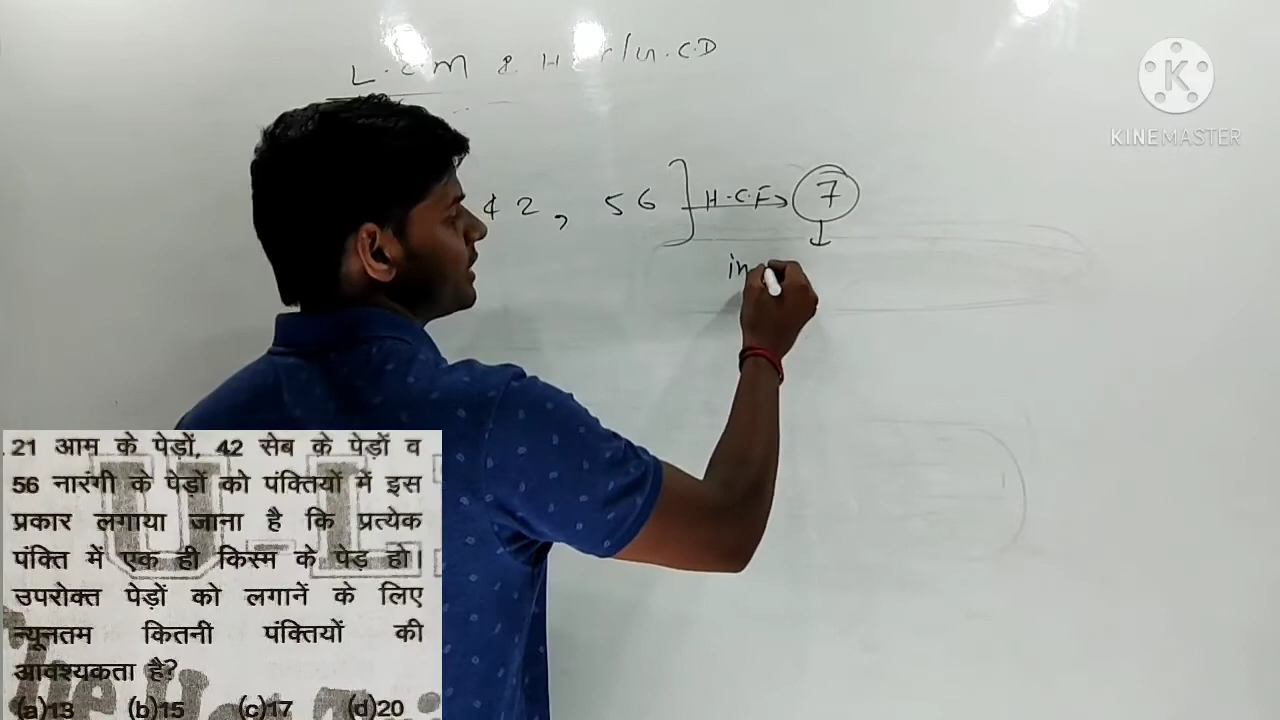 L.C.M & H /G.C.D
42, 56 ] H.C.F → 7
in
KINEMASTER
21 आम के पेड़ों, 42 सेब के पेड़ों व
56 नारंगी के पेड़ों को पंक्तियों में इस
प्रकार लगाया जाना है कि प्रत्येक
पंक्ति में एक ही किस्म के पेड़ हो।
उपरोक्त पेड़ों को लगानें के लिए
न्यूनतम कितनी पंक्तियों की
आवश्यकता है?
(a)13 (b)15 (c)17 (d)20